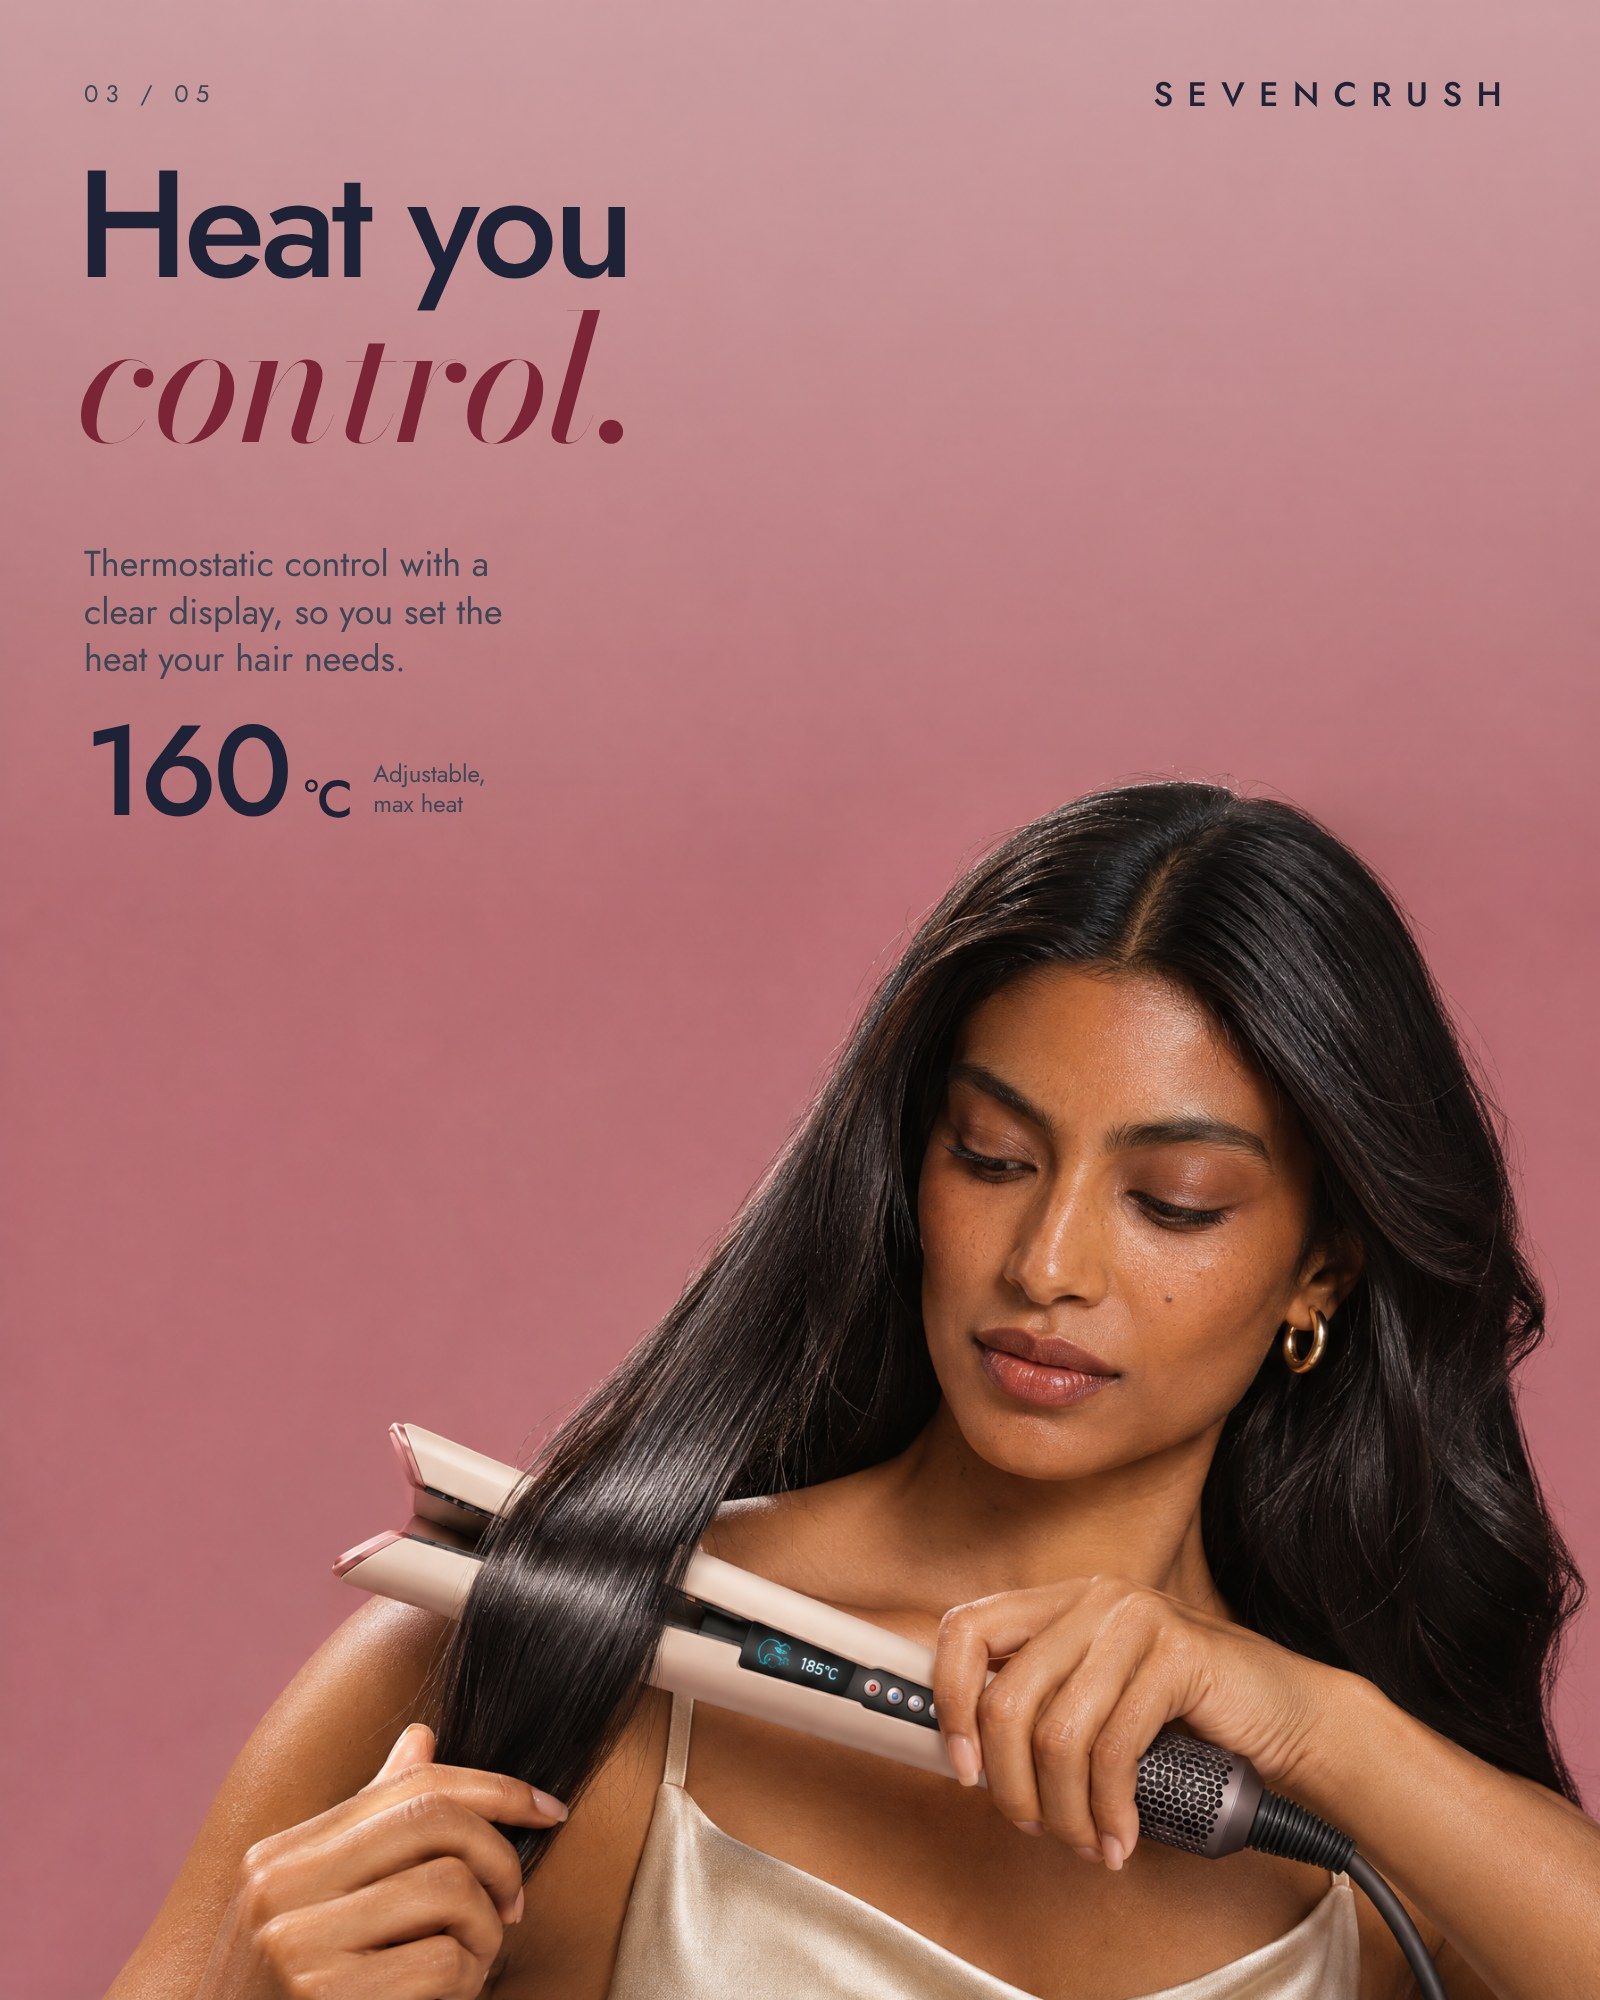 03 / 05
SEVENCRUSH
Heat you
control.
Thermostatic control with a
clear display, so you set the
heat your hair needs.
160 °C
Adjustable,
max heat
185°C